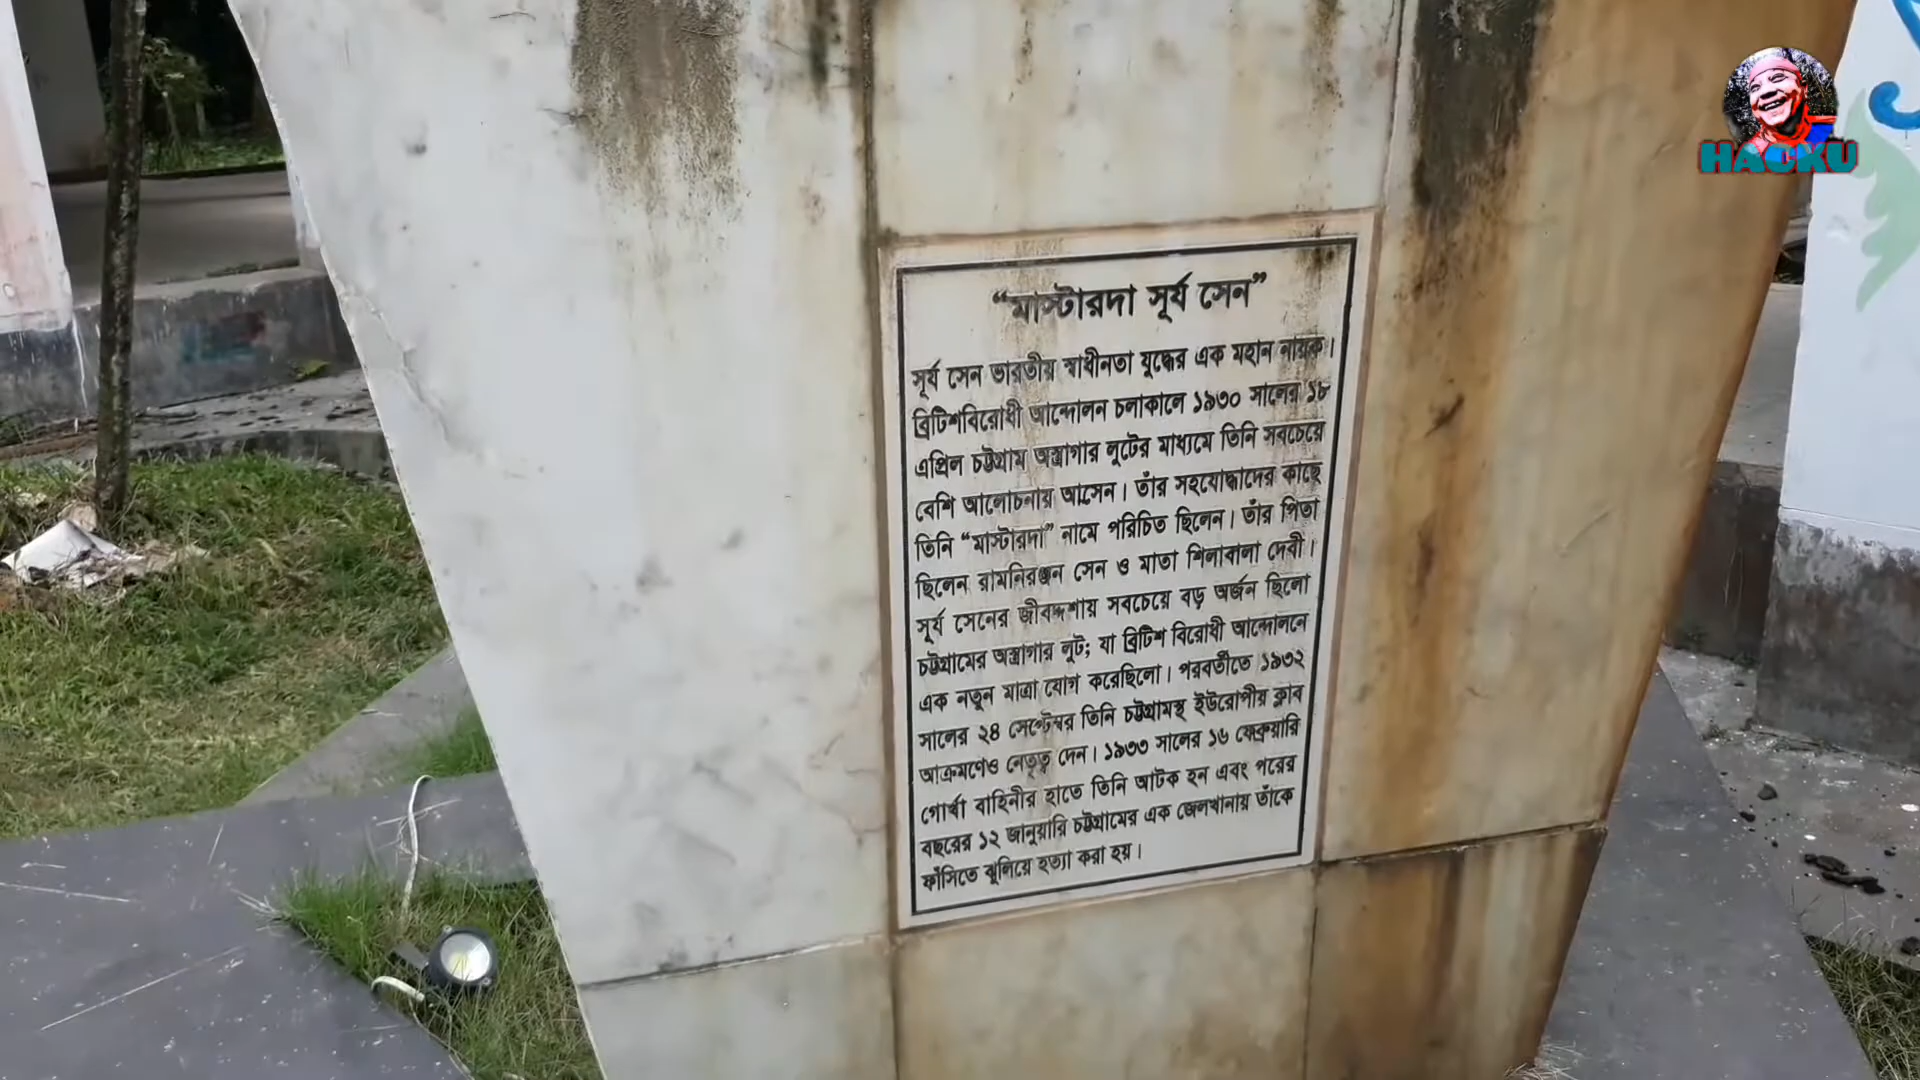 HACKU
“মাস্টারদা সূর্য সেন”
সূর্য সেন ভারতীয় স্বাধীনতা যুদ্ধের এক মহান নায়ক।
ব্রিটিশবিরোধী আন্দোলন চলাকালে ১৯৩০ সালের ১৮
এপ্রিল চট্টগ্রাম অস্ত্রাগার লুটের মাধ্যমে তিনি সবচেয়ে
বেশি আলোচনায় আসেন। তাঁর সহযোদ্ধাদের কাছে
তিনি “মাস্টারদা” নামে পরিচিত ছিলেন। তাঁর পিতা
ছিলেন রামনিরঞ্জন সেন ও মাতা শিলাবালা দেবী।
সূর্য সেনের জীবদ্দশায় সবচেয়ে বড় অর্জন ছিলো
চট্টগ্রামের অস্ত্রাগার লুট; যা ব্রিটিশ বিরোধী আন্দোলনে
এক নতুন মাত্রা যোগ করেছিলো। পরবর্তীতে ১৯৩২
সালের ২৪ সেপ্টেম্বর তিনি চট্টগ্রামস্থ ইউরোপীয় ক্লাব
আক্রমণেও নেতৃত্ব দেন। ১৯৩৩ সালের ১৬ ফেব্রুয়ারি
গোর্খা বাহিনীর হাতে তিনি আটক হন এবং পরের
বছরের ১২ জানুয়ারি চট্টগ্রামের এক জেলখানায় তাঁকে
ফাঁসিতে ঝুলিয়ে হত্যা করা হয়।